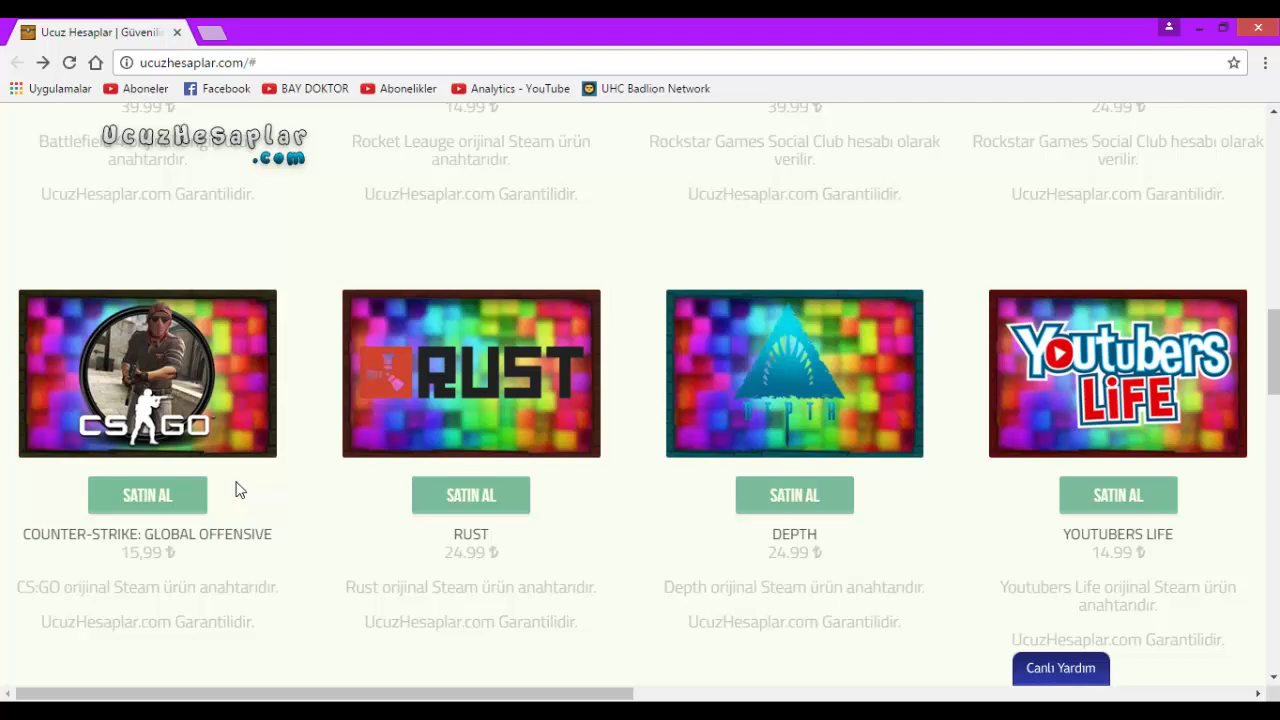 Ucuz Hesaplar | Güvenili
ucuzhesaplar.com/#
Uygulamalar
Aboneler
Facebook
BAY DOKTOR
Abonelikler
Analytics - YouTube
UHC Badlion Network
39.99 ₺
14.99 ₺
39.99 ₺
24.99 ₺
UcuzHeSaplar
.com
Battlefield
anahtarıdır.
UcuzHesaplar.com Garantilidir.
Rocket Leauge orijinal Steam ürün
anahtarıdır.
UcuzHesaplar.com Garantilidir.
Rockstar Games Social Club hesabı olarak
verilir.
UcuzHesaplar.com Garantilidir.
Rockstar Games Social Club hesabı olarak
verilir.
UcuzHesaplar.com Garantilidir.
CS GO
SATIN AL
COUNTER-STRIKE: GLOBAL OFFENSIVE
15,99 ₺
CS:GO orijinal Steam ürün anahtarıdır.
UcuzHesaplar.com Garantilidir.
RUST
SATIN AL
RUST
24.99 ₺
Rust orijinal Steam ürün anahtarıdır.
UcuzHesaplar.com Garantilidir.
DEPTH
SATIN AL
DEPTH
24.99 ₺
Depth orijinal Steam ürün anahtarıdır.
UcuzHesaplar.com Garantilidir.
Youtubers
LiFE
SATIN AL
YOUTUBERS LIFE
14.99 ₺
Youtubers Life orijinal Steam ürün
anahtarıdır.
UcuzHesaplar.com Garantilidir.
Canlı Yardım